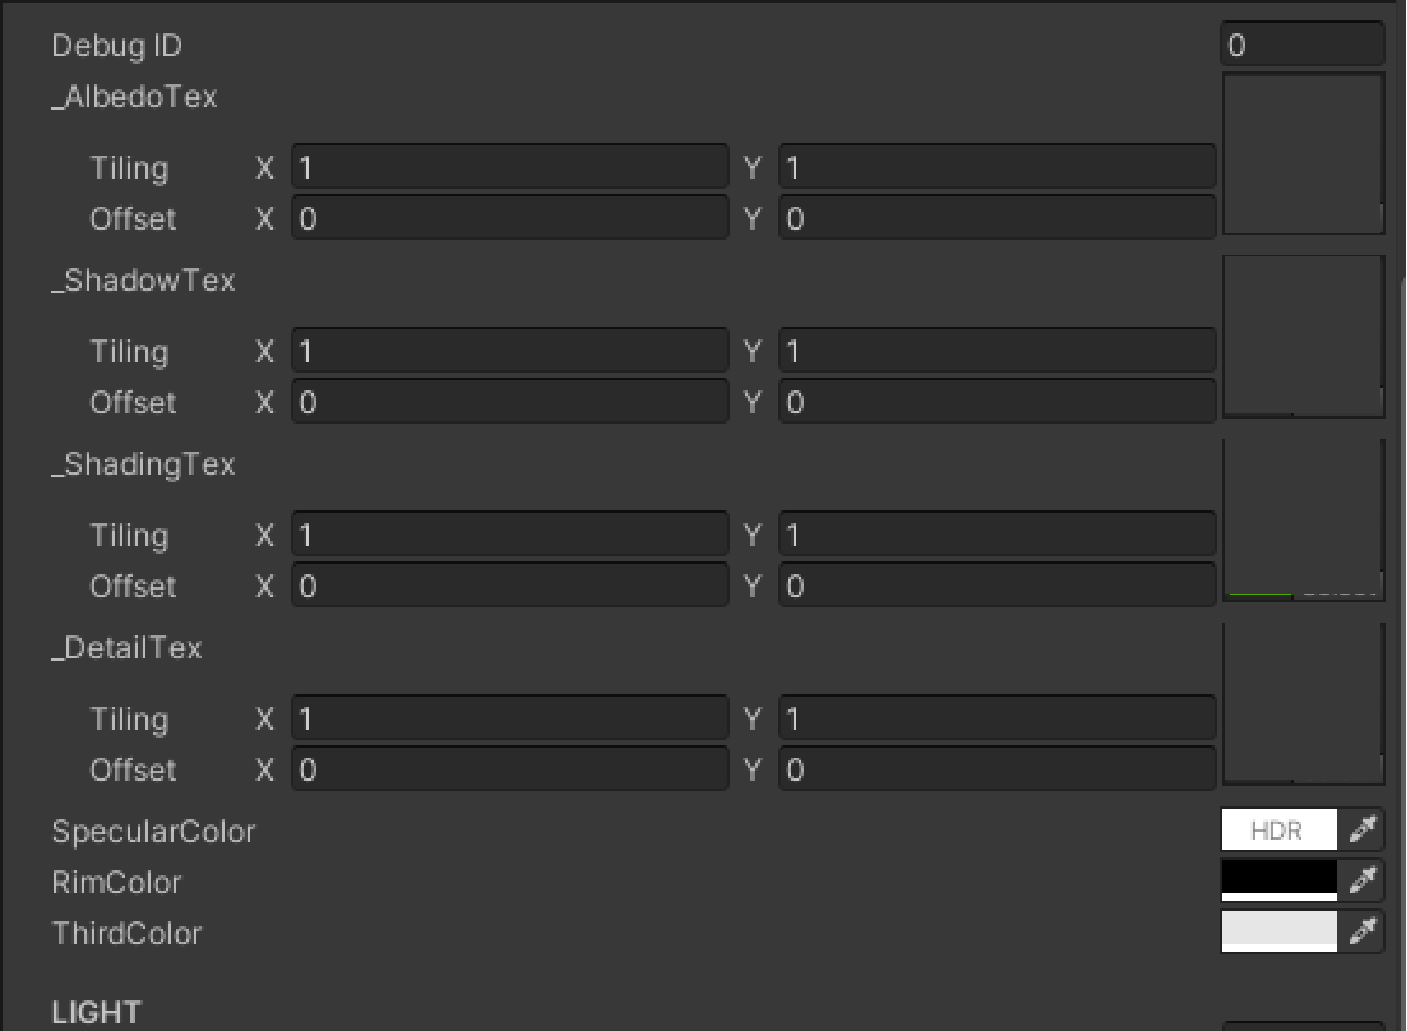 Debug ID 0
_AlbedoTex
Tiling X 1 Y 1
Offset X 0 Y 0
_ShadowTex
Tiling X 1 Y 1
Offset X 0 Y 0
_ShadingTex
Tiling X 1 Y 1
Offset X 0 Y 0
_DetailTex
Tiling X 1 Y 1
Offset X 0 Y 0
SpecularColor HDR
RimColor
ThirdColor
LIGHT